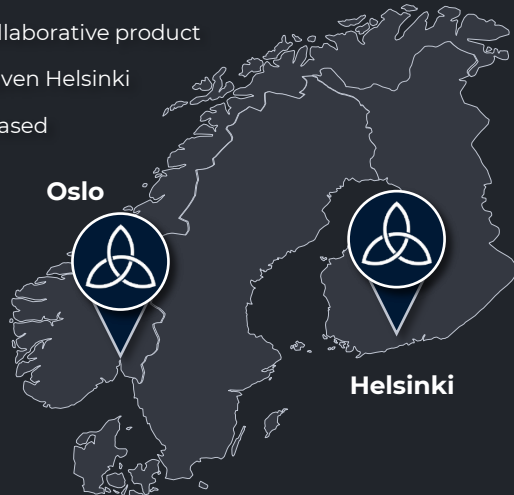 llaborative product
ven Helsinki
ased
Oslo
Helsinki